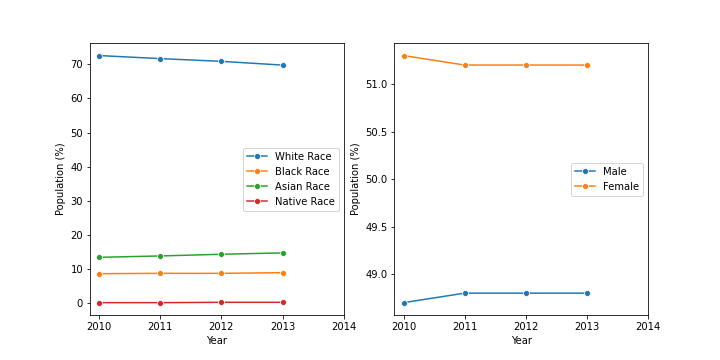 70
60
50
40
30
20
10
0
Population (%)
2010 2011 2012 2013 2014
Year
White Race
Black Race
Asian Race
Native Race
51.0
50.5
50.0
49.5
49.0
Population (%)
2010 2011 2012 2013 2014
Year
Male
Female